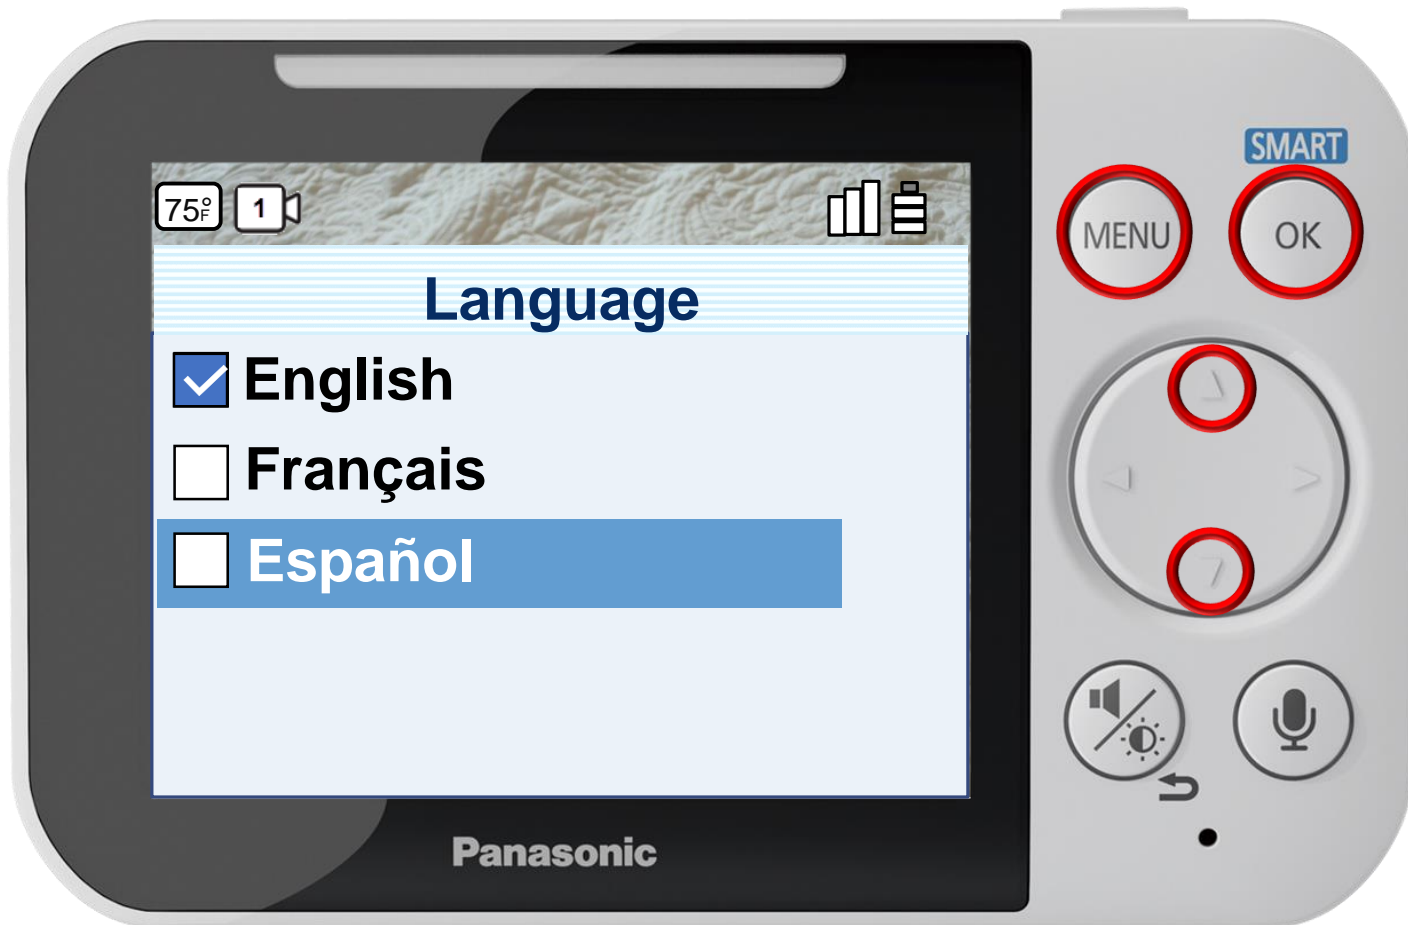 SMART
75°F 1
MENU OK
Language
English
Français
Español
Panasonic